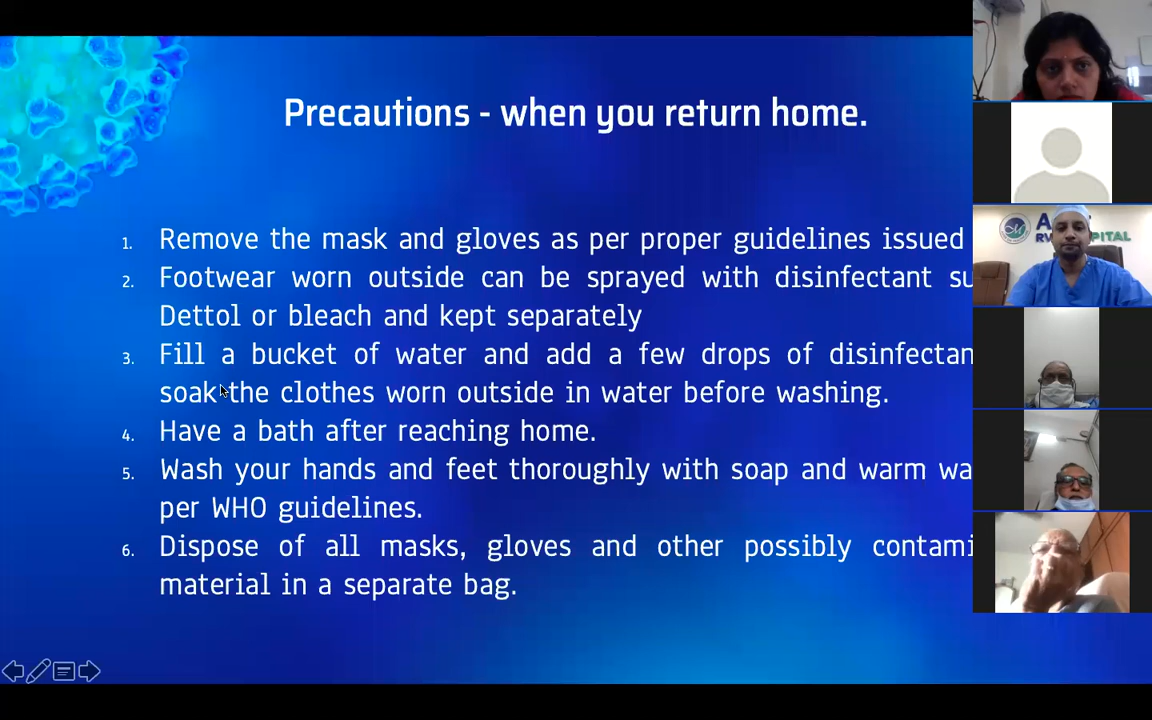 Precautions - when you return home.
1. Remove the mask and gloves as per proper guidelines issued
2. Footwear worn outside can be sprayed with disinfectant su
Dettol or bleach and kept separately
3. Fill a bucket of water and add a few drops of disinfectan
soak the clothes worn outside in water before washing.
4. Have a bath after reaching home.
5. Wash your hands and feet thoroughly with soap and warm wa
per WHO guidelines.
6. Dispose of all masks, gloves and other possibly contami
material in a separate bag.